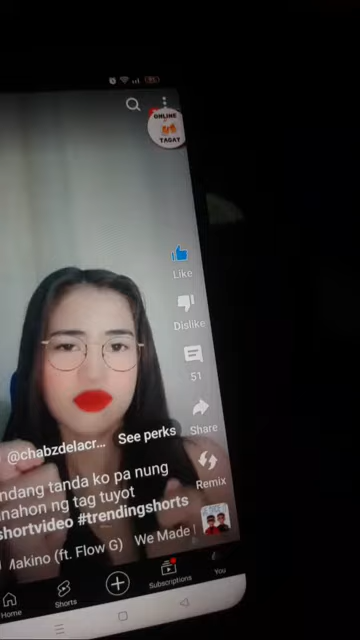 ONLINE
TAGAY
Like
Dislike
51
Share
@chabzdelacr... See perks
ndang tanda ko pa nung
nahon ng tag tuyot
shortvideo #trendingshorts
Remix
Makino (ft. Flow G) We Made
Home
Shorts
Subscriptions
You